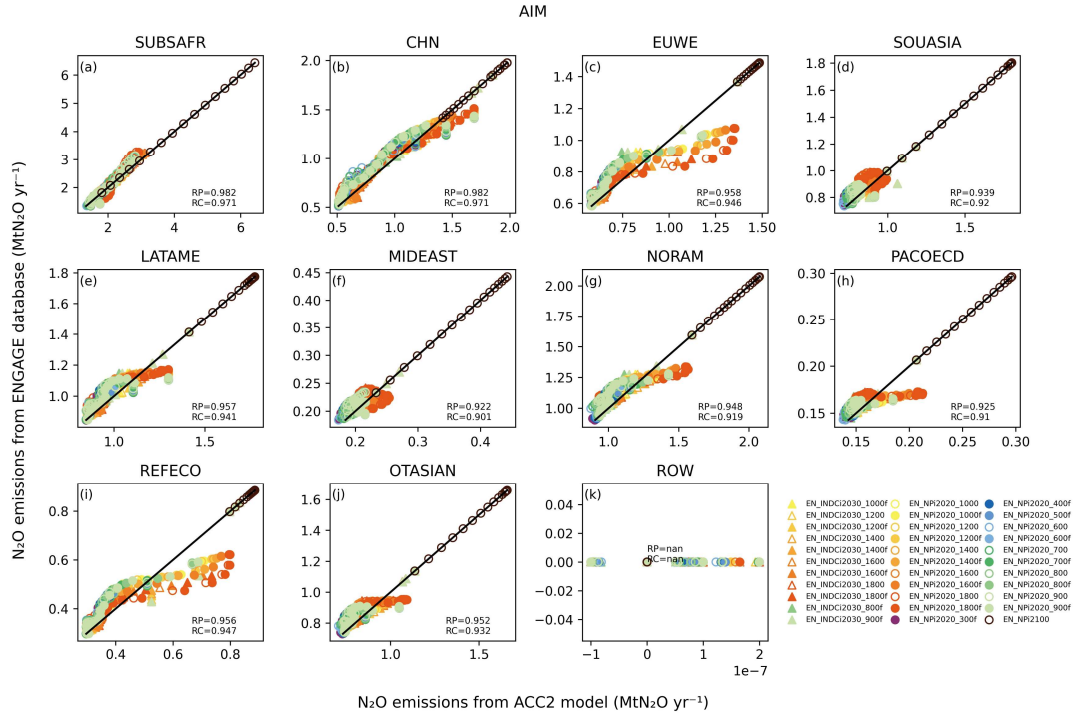 AIM
SUBSAFR
CHN
EUWE
SOUASIA
(a)
RP=0.982
RC=0.971
6
5
4
3
2
2
4
6
(b)
RP=0.982
RC=0.971
2.0
1.5
1.0
0.5
0.5
1.0
1.5
2.0
(c)
RP=0.958
RC=0.946
1.4
1.2
1.0
0.8
0.6
0.75
1.00
1.25
1.50
(d)
RP=0.939
RC=0.92
1.8
1.6
1.4
1.2
1.0
0.8
1.0
1.5
LATAME
MIDEAST
NORAM
PACOECD
(e)
RP=0.957
RC=0.941
1.8
1.6
1.4
1.2
1.0
1.0
1.5
(f)
RP=0.922
RC=0.901
0.45
0.40
0.35
0.30
0.25
0.20
0.2
0.3
0.4
(g)
RP=0.948
RC=0.919
2.00
1.75
1.50
1.25
1.00
1.0
1.5
2.0
(h)
RP=0.925
RC=0.91
0.30
0.25
0.20
0.15
0.15
0.20
0.25
0.30
REFECO
OTASIAN
ROW
(i)
RP=0.956
RC=0.947
0.8
0.6
0.4
0.4
0.6
0.8
(j)
RP=0.952
RC=0.932
1.6
1.4
1.2
1.0
0.8
1.0
1.5
(k)
RP=nan
RC=nan
0.04
0.02
0.00
−0.02
−0.04
−1
0
1
2
1e−7
EN_INDCi2030_1000f
EN_INDCi2030_1200
EN_INDCi2030_1200f
EN_INDCi2030_1400
EN_INDCi2030_1400f
EN_INDCi2030_1600
EN_INDCi2030_1600f
EN_INDCi2030_1800
EN_INDCi2030_1800f
EN_INDCi2030_800f
EN_INDCi2030_900f
EN_NPi2020_1000
EN_NPi2020_1000f
EN_NPi2020_1200
EN_NPi2020_1200f
EN_NPi2020_1400
EN_NPi2020_1400f
EN_NPi2020_1600
EN_NPi2020_1600f
EN_NPi2020_1800
EN_NPi2020_1800f
EN_NPi2020_300f
EN_NPi2020_400f
EN_NPi2020_500f
EN_NPi2020_600
EN_NPi2020_600f
EN_NPi2020_700
EN_NPi2020_700f
EN_NPi2020_800
EN_NPi2020_800f
EN_NPi2020_900
EN_NPi2020_900f
EN_NPi2100
N₂O emissions from ENGAGE database (MtN₂O yr⁻¹)
N₂O emissions from ACC2 model (MtN₂O yr⁻¹)